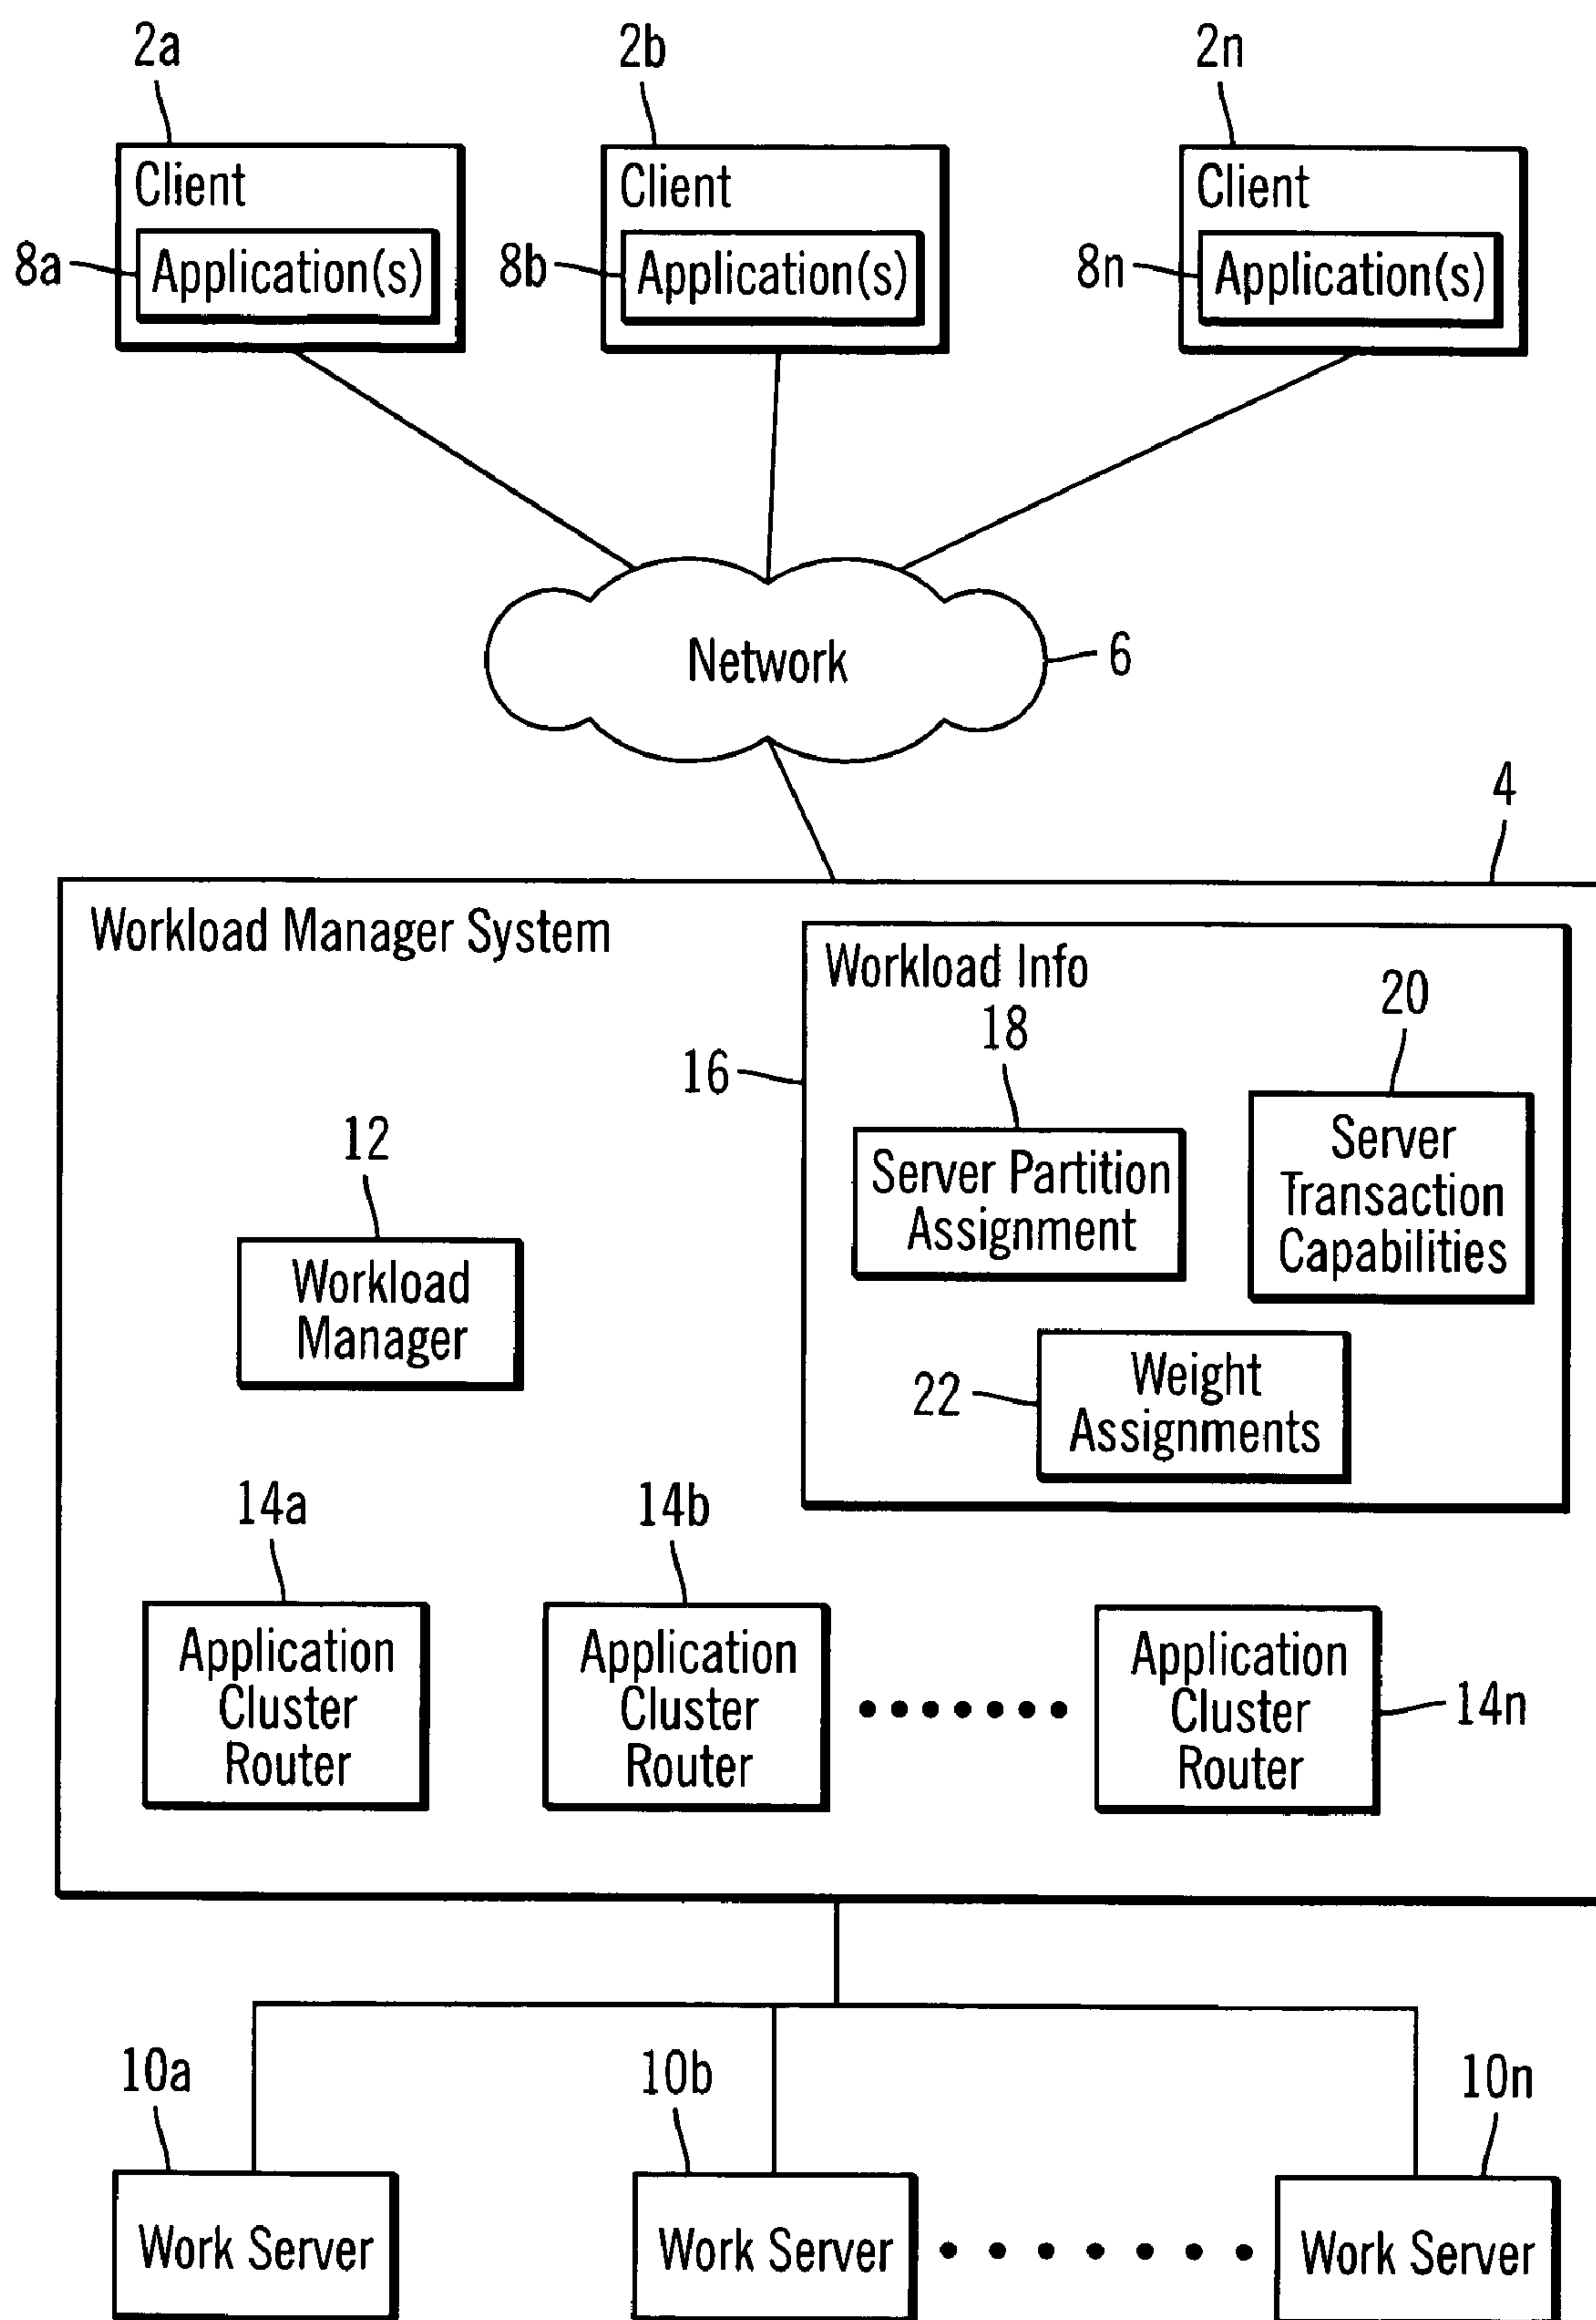 2a
2b
2n
Client
Client
Client
8a
Application(s)
8b
Application(s)
8n
Application(s)
Network
6
4
Workload Manager System
Workload Info
20
18
16
Server
Transaction
Capabilities
Server Partition
Assignment
12
Workload
Manager
Weight
Assignments
22
14a
14b
Application
Cluster
Router
Application
Cluster
Router
Application
Cluster
Router
14n
10a
10b
10n
Work Server
Work Server
Work Server